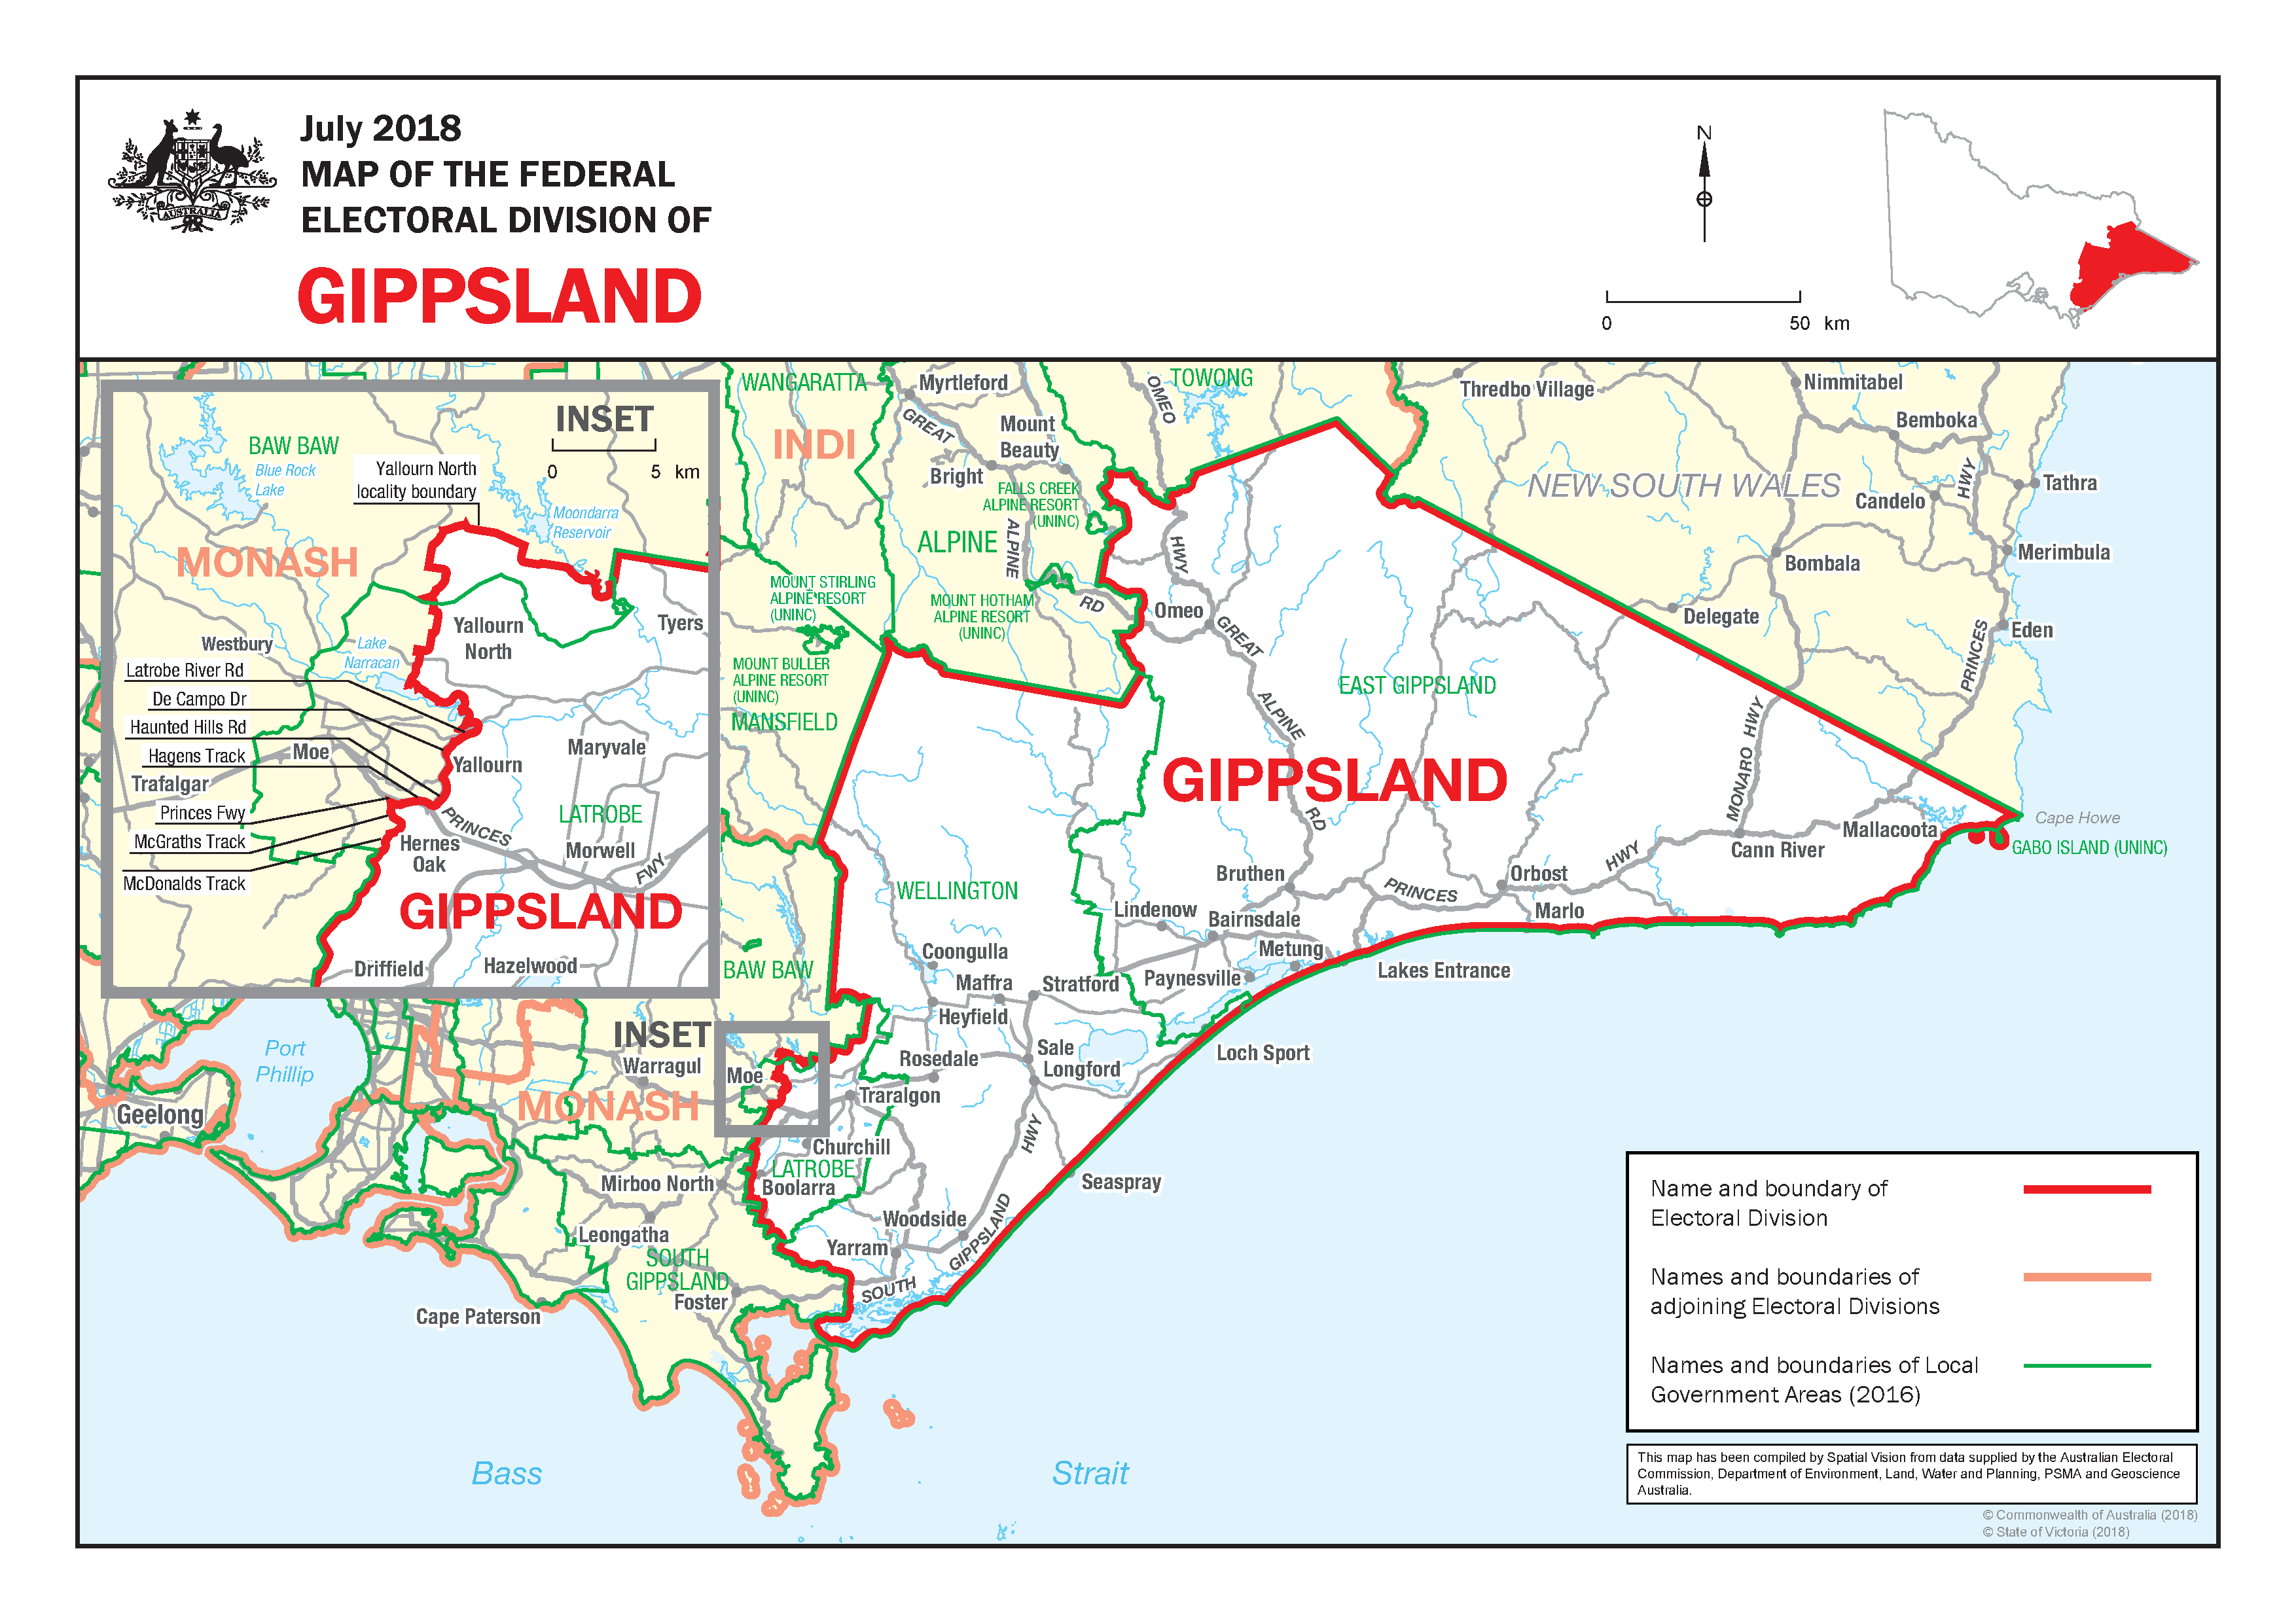 July 2018
MAP OF THE FEDERAL
ELECTORAL DIVISION OF
GIPPSLAND
AUSTRALIA
N
0 50 km
INSET
0 5 km
BAW BAW
Blue Rock
Lake
Yallourn North
locality boundary
Moondarra
Reservoir
MONASH
Yallourn
North
Tyers
Westbury
Lake
Narracan
Latrobe River Rd
De Campo Dr
Haunted Hills Rd
Hagens Track
Moe
Trafalgar
Yallourn
Maryvale
Princes Fwy
McGraths Track
McDonalds Track
PRINCES
FWY
LATROBE
Hernes
Oak
Morwell
GIPPSLAND
Driffield
Hazelwood
WANGARATTA
INDI
Myrtleford
GREAT
Mount
Beauty
Bright
FALLS CREEK
ALPINE RESORT
(UNINC)
ALPINE
ALPINE
OMEO
TOWONG
HWY
MOUNT STIRLING
ALPINE RESORT
(UNINC)
MOUNT HOTHAM
ALPINE RESORT
(UNINC)
RD
Omeo
MOUNT BULLER
ALPINE RESORT
(UNINC)
MANSFIELD
GREAT
ALPINE
RD
EAST GIPPSLAND
GIPPSLAND
Thredbo Village
Nimmitabel
Bemboka
NEW SOUTH WALES
Candelo
HWY
Tathra
Merimbula
Bombala
Delegate
Eden
PRINCES
MONARO HWY
Cape Howe
Mallacoota
GABO ISLAND (UNINC)
Cann River
HWY
Orbost
PRINCES
Marlo
Bruthen
WELLINGTON
Lindenow
Bairnsdale
Metung
Lakes Entrance
Coongulla
Maffra
Stratford
Paynesville
Heyfield
BAW BAW
INSET
Warragul
Moe
MONASH
Rosedale
Sale
Longford
Loch Sport
Traralgon
Port
Phillip
Geelong
Churchill
LATROBE
HWY
Mirboo North
Boolarra
Seaspray
Woodside
Leongatha
Yarram
GIPPSLAND
SOUTH
SOUTH
GIPPSLAND
Foster
Cape Paterson
Bass
Strait
Name and boundary of
Electoral Division
Names and boundaries of
adjoining Electoral Divisions
Names and boundaries of Local
Government Areas (2016)
This map has been compiled by Spatial Vision from data supplied by the Australian Electoral
Commission, Department of Environment, Land, Water and Planning, PSMA and Geoscience
Australia.
© Commonwealth of Australia (2018)
© State of Victoria (2018)